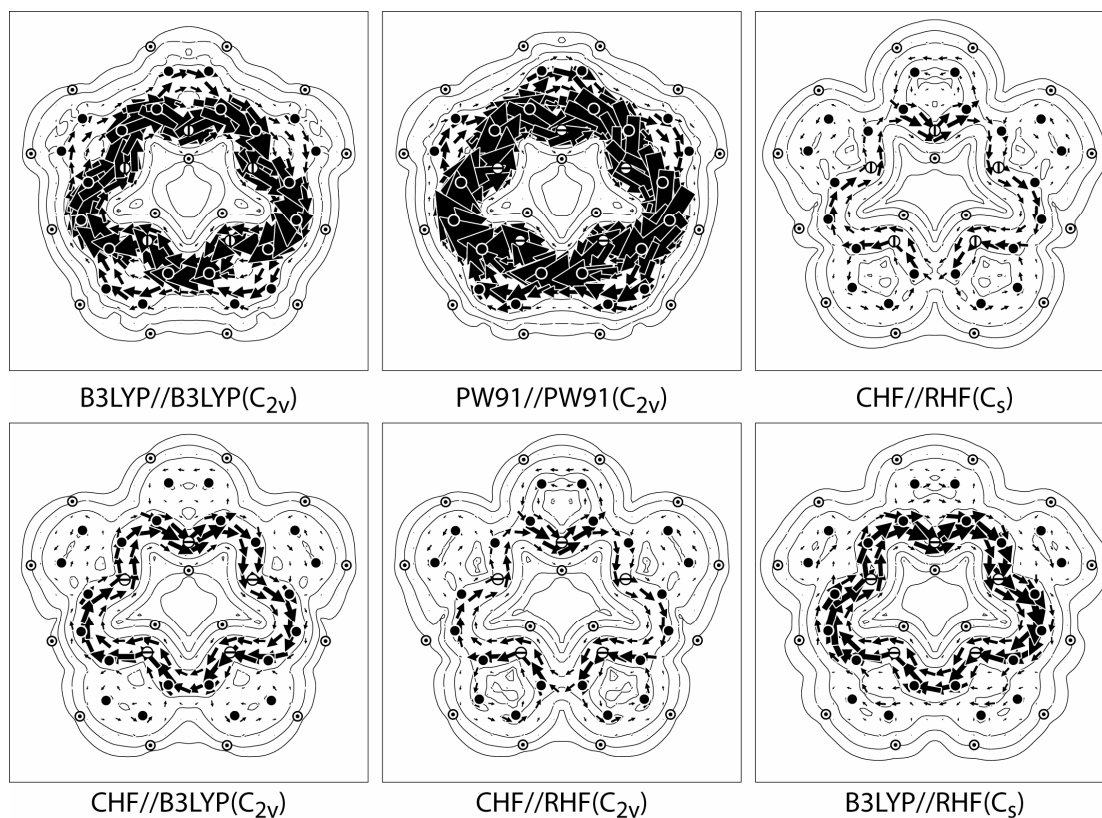 B3LYP//B3LYP(C2v)
PW91//PW91(C2v)
CHF//RHF(Cs)
CHF//B3LYP(C2v)
CHF//RHF(C2v)
B3LYP//RHF(Cs)